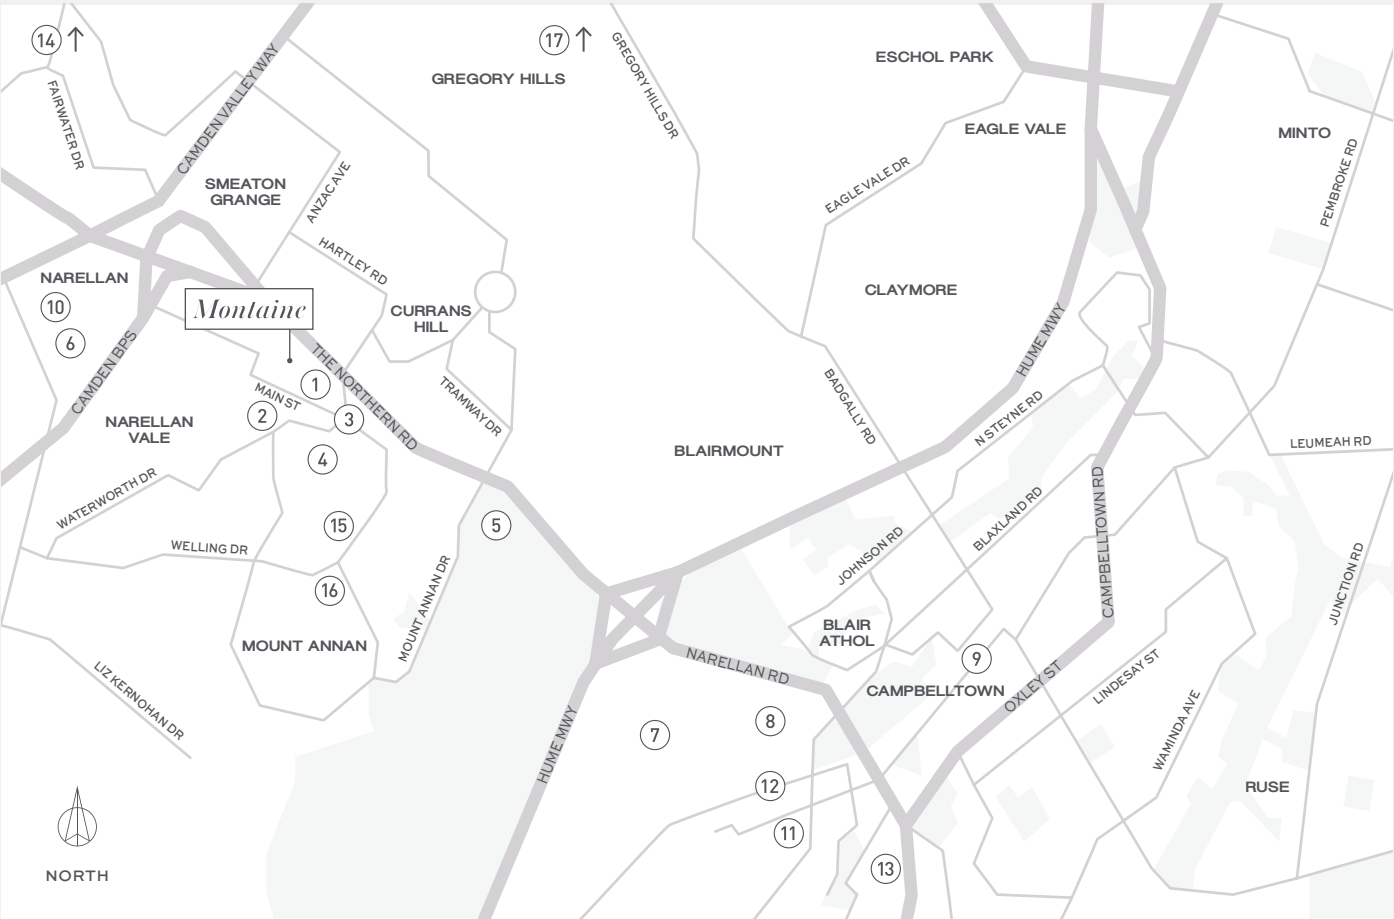 14
17
GREGORY HILLS DR
ESCHOL PARK
CAMDEN VALLEY WAY
GREGORY HILLS
FAIRWATER DR
EAGLE VALE
MINTO
PEMBROKE RD
SMEATON
GRANGE
ANZAC AVE
EAGLE VALE DR
HARTLEY RD
NARELLAN
10
6
Montaine
CURRANS
HILL
CLAYMORE
HUME MWY
CAMDEN BPS
THE NORTHERN RD
1
MAIN ST
2
3
TRAMWAY DR
BADGALLY RD
N STEYNE RD
NARELLAN
VALE
4
BLAIRMOUNT
LEUMEAH RD
WATERWORTH DR
15
5
BLAXLAND RD
CAMPBELLTOWN RD
WELLING DR
JOHNSON RD
16
MOUNT ANNAN DR
JUNCTION RD
MOUNT ANNAN
BLAIR
ATHOL
NARELLAN RD
9
CAMPBELLTOWN
OXLEY ST
LINDESAY ST
LIZ KERNOHAN DR
HUME MWY
7
8
WAMINDA AVE
12
RUSE
11
13
NORTH